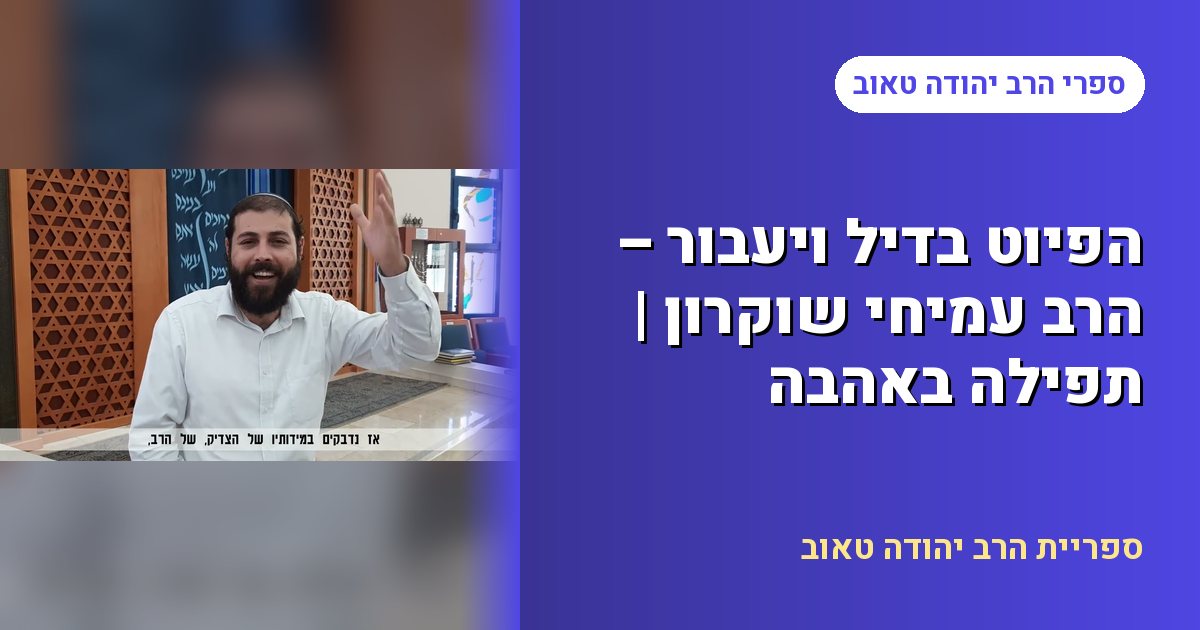 ספרי הרב יהודה טאוב
הפיוט בדיל ויעבור –
הרב עמיחי שוקרון |
תפילה באהבה
אז נדבקים במידותיו של הצדיק, של הרב,
ספריית הרב יהודה טאוב